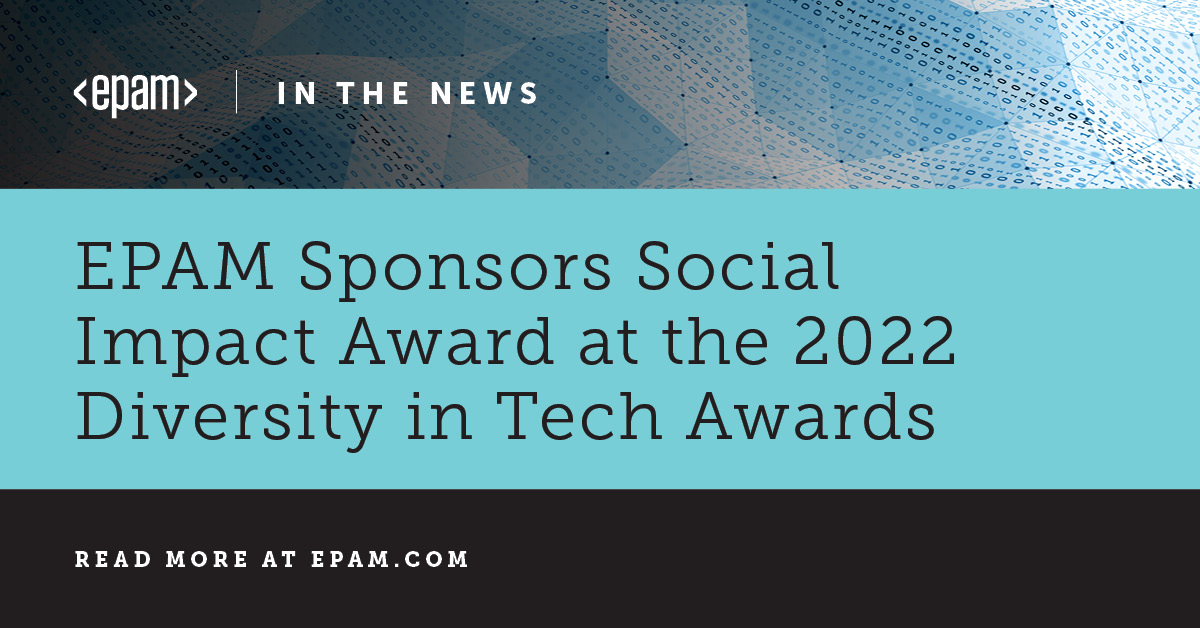 <epam> | IN THE NEWS
EPAM Sponsors Social
Impact Award at the 2022
Diversity in Tech Awards
READ MORE AT EPAM.COM